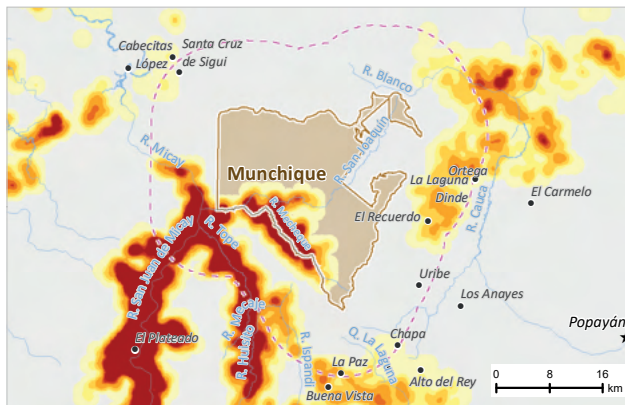 Cabecitas
López
Santa Cruz
de Sigui
R. Blanco
R. San Joaquín
R. Micay
Munchique
R. Mechengue
Ortega
La Laguna
Dinde
El Carmelo
El Recuerdo
R. Cauca
R. San Juan de Micay
R. Tope
Uribe
Los Anayes
R. Mecaje
R. Huisito
Popayán
El Plateado
R. Ispandi
Q. La Laguna
Chapa
La Paz
Alto del Rey
Buena Vista
0 8 16
km